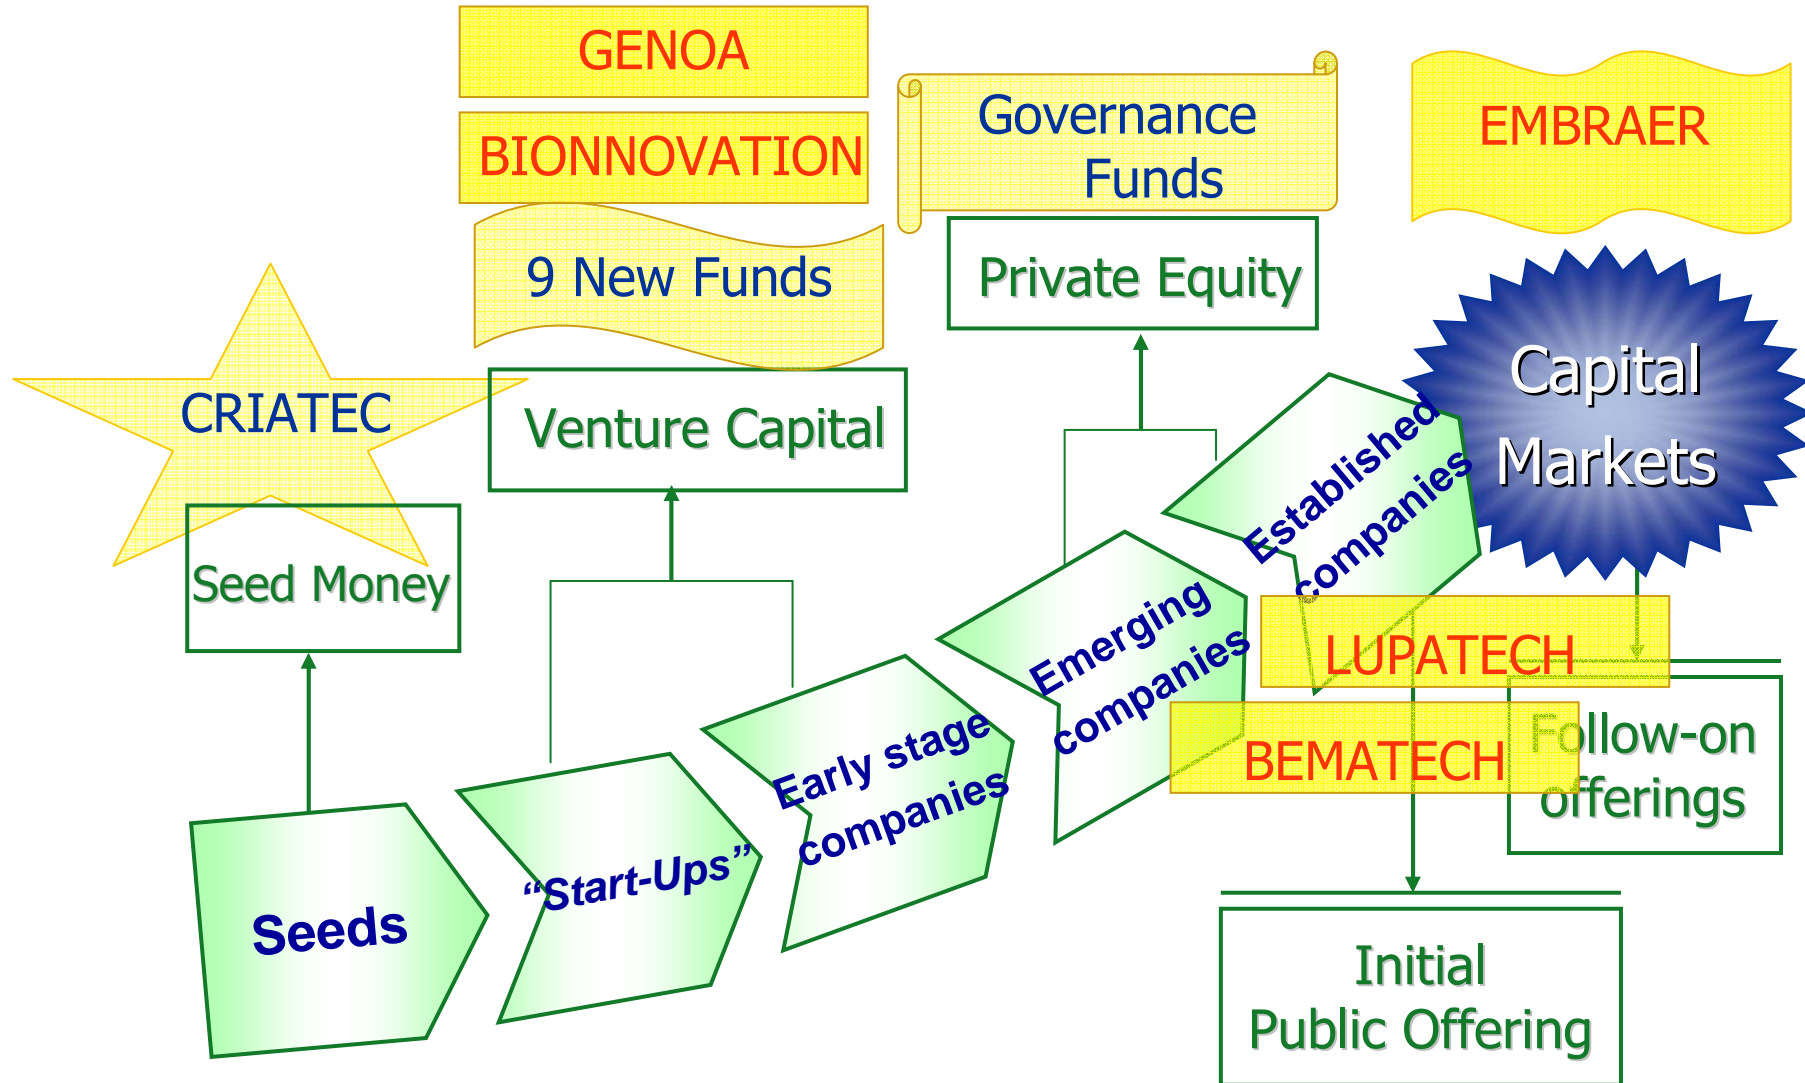 GENOA
BIONNOVATION
9 New Funds
Governance
Funds
EMBRAER
Private Equity
CRIATEC
Venture Capital
Capital
Markets
Seed Money
Established
companies
Emerging
companies
LUPATECH
BEMATECH
Follow-on
offerings
Early stage
companies
“Start-Ups”
Seeds
Initial
Public Offering